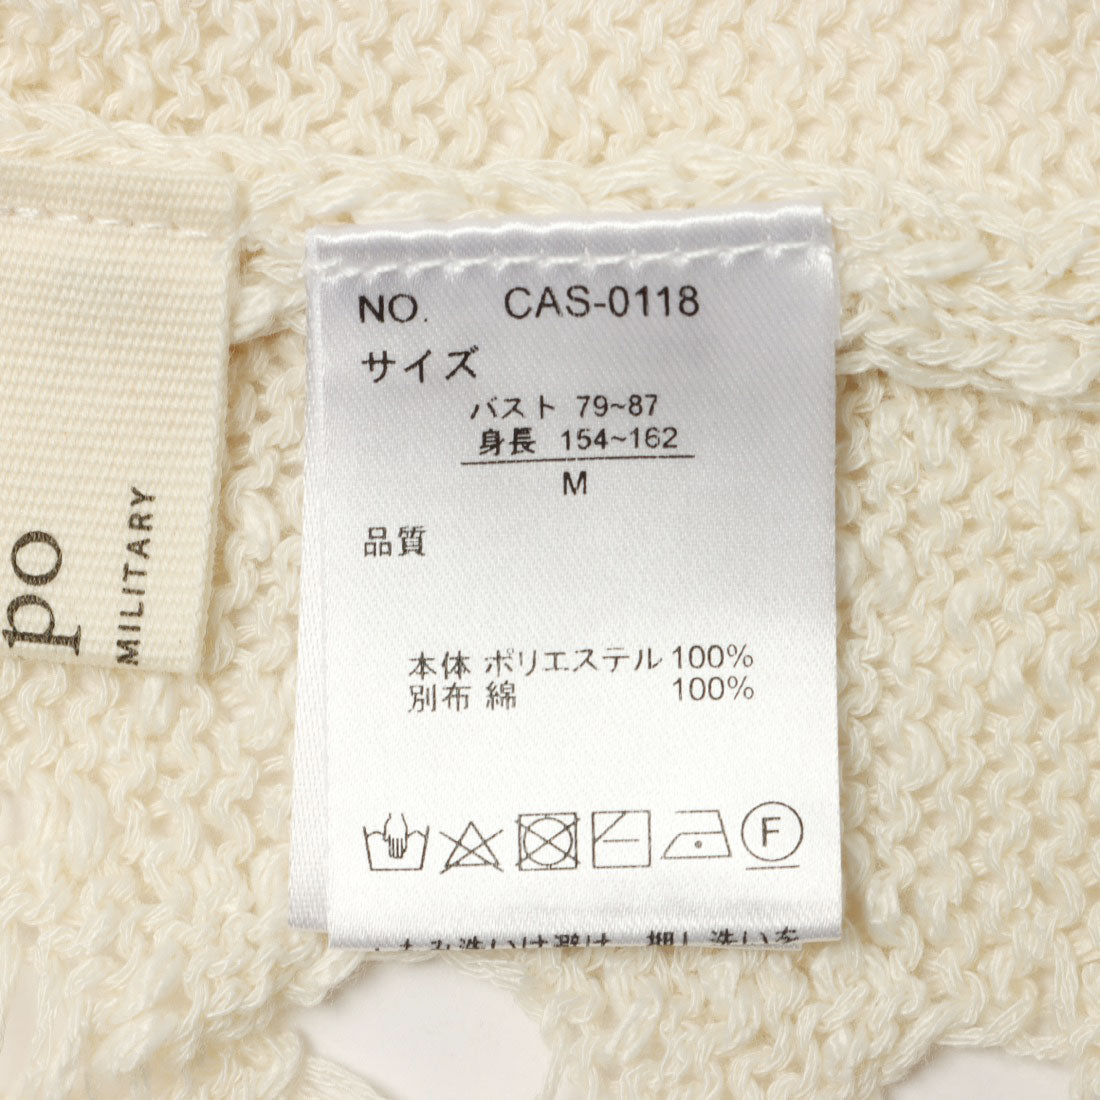 NO. CAS-0118
サイズ
バスト 79~87
身長 154~162
M
品質
本体 ポリエステル 100%
別布 綿 100%
F
po
MILITARY